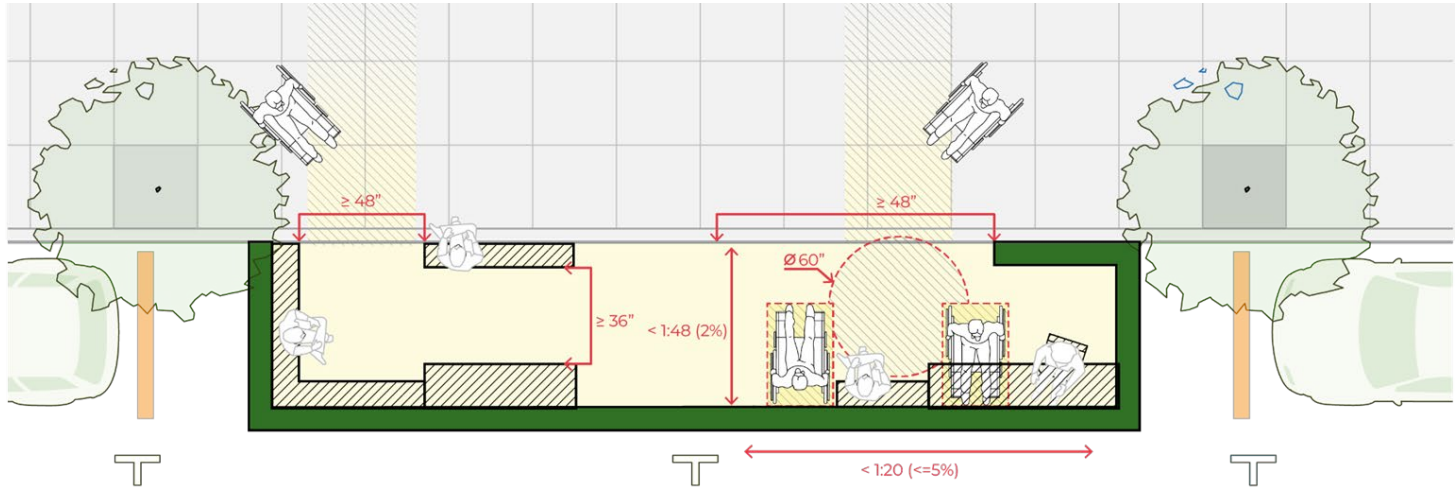 ≥ 48”
≥ 48”
Ø 60”
≥ 36”
< 1:48 (2%)
< 1:20 (<=5%)